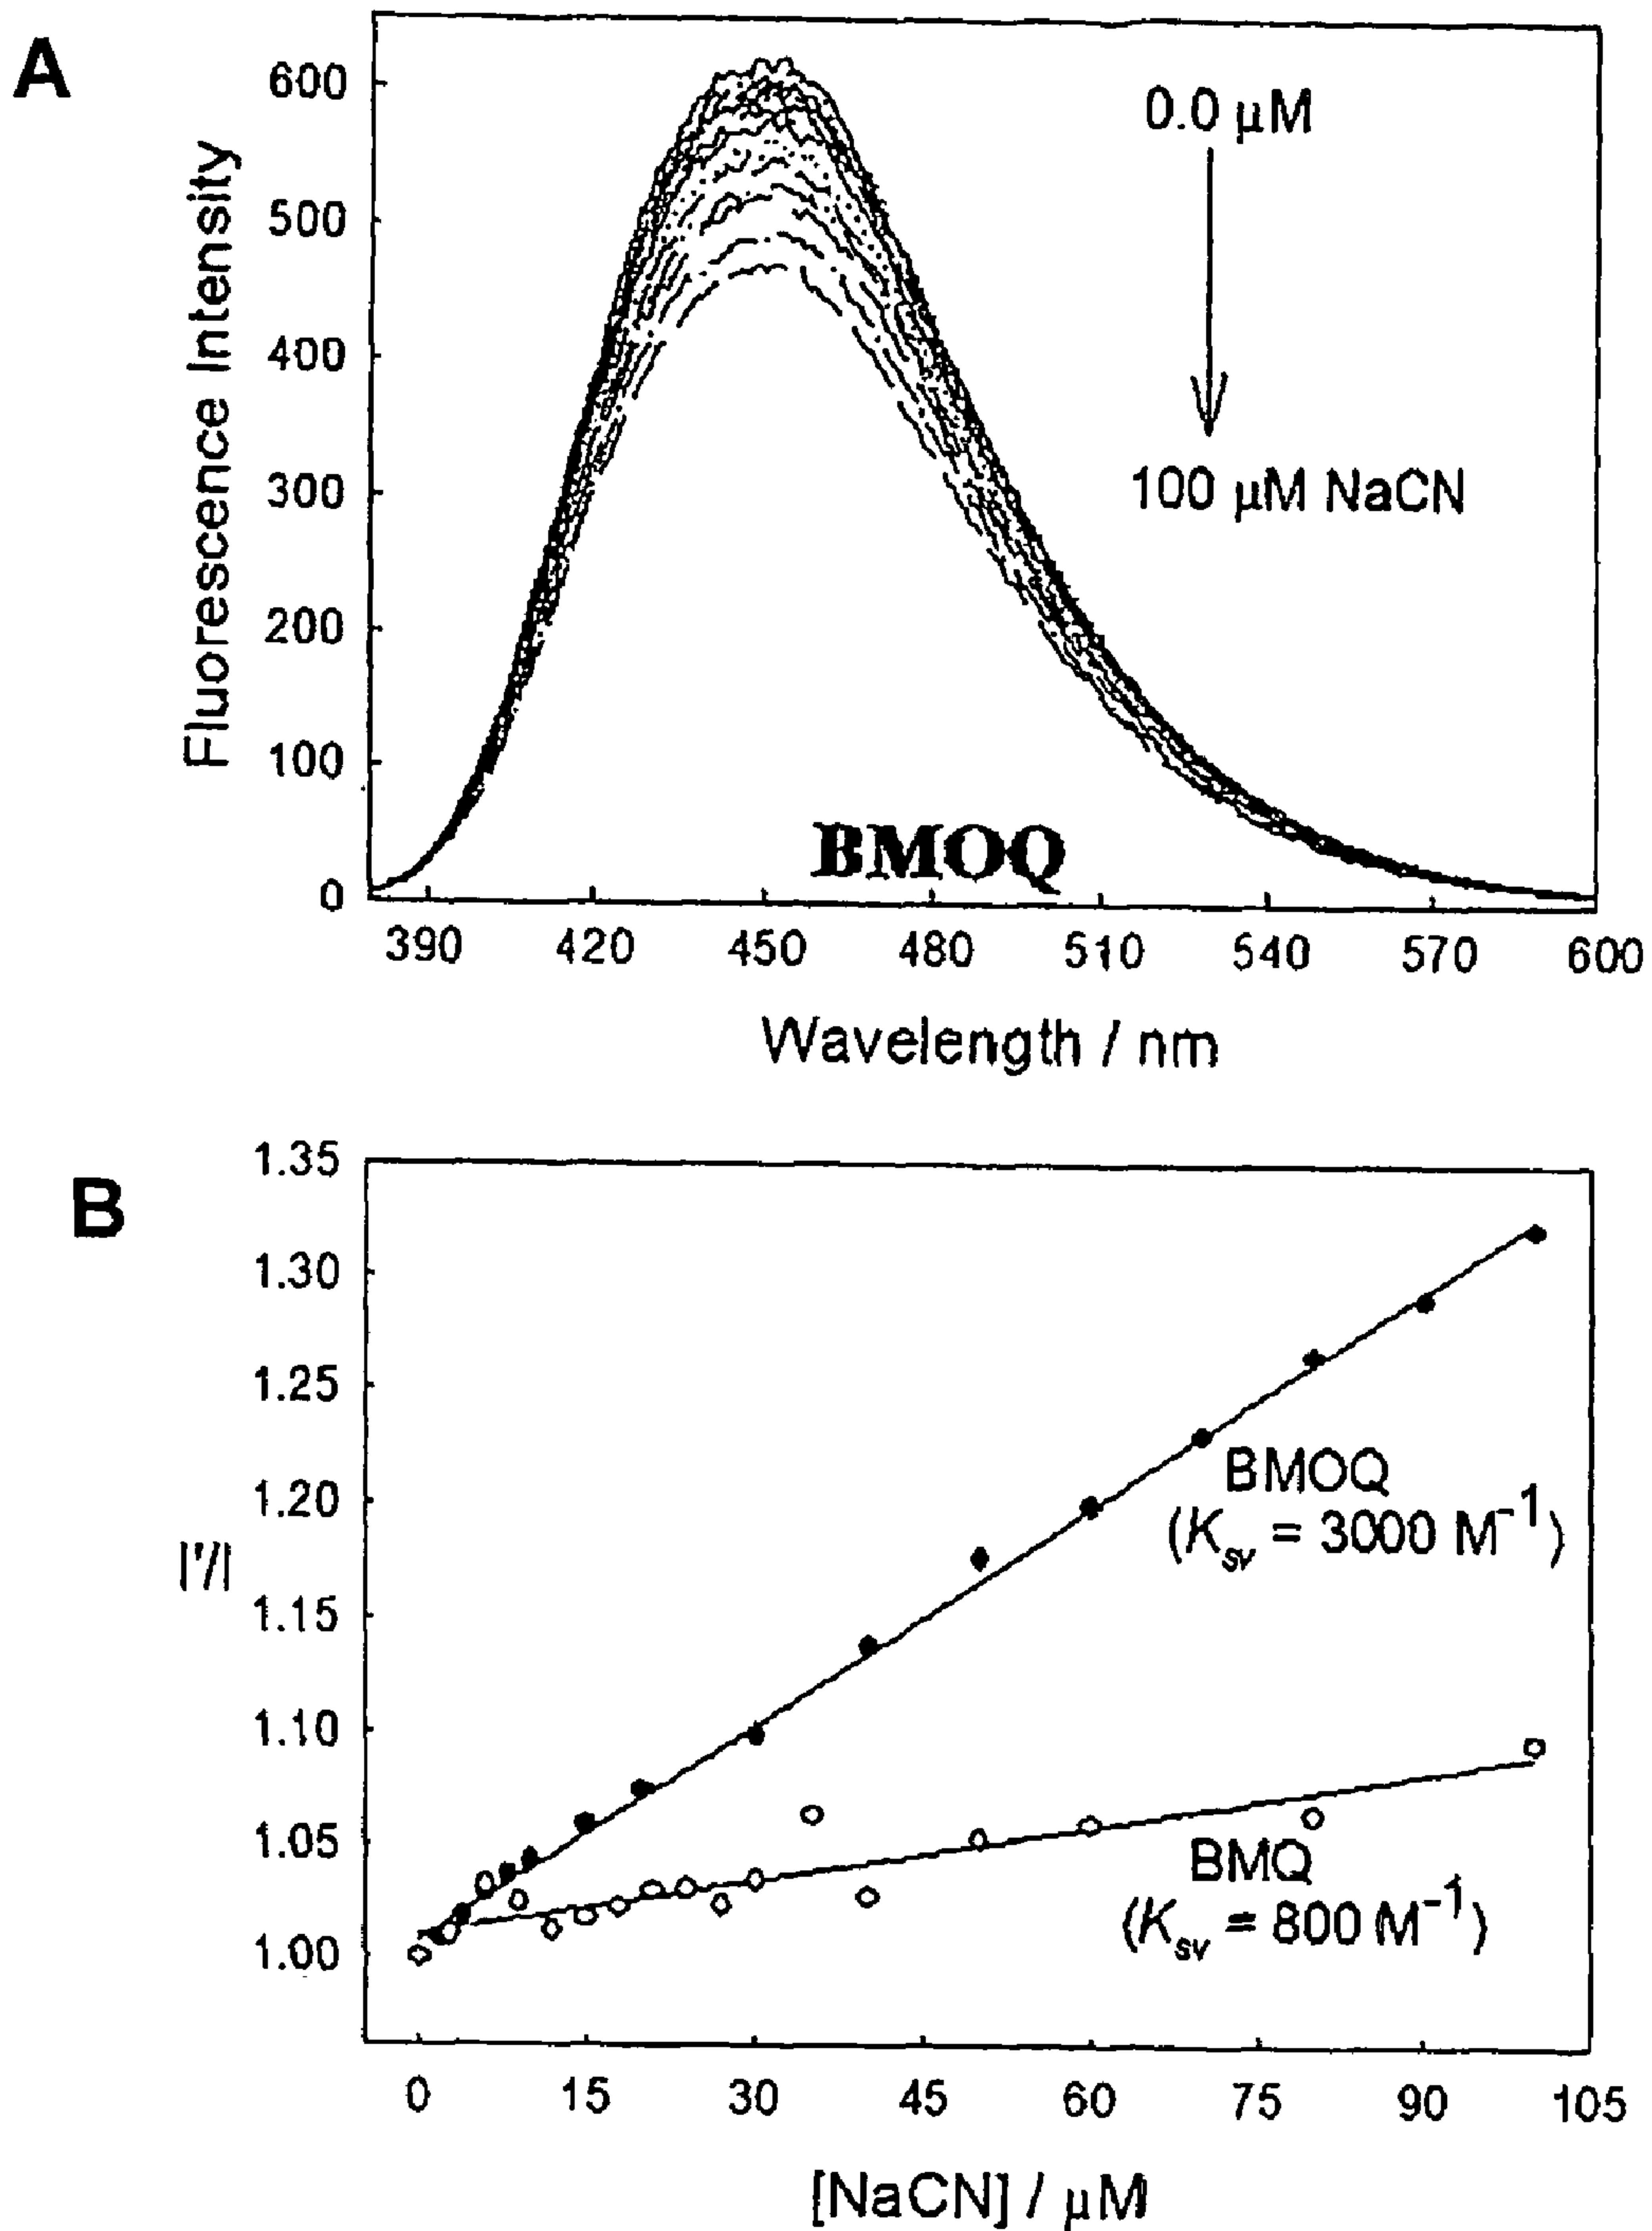 A
600
500
400
300
200
100
0
Fluorescence Intensity
0.0 μM
100 μM NaCN
BMOQ
390 420 450 480 510 540 570 600
Wavelength / nm
B
1.35
1.30
1.25
1.20
1.15
1.10
1.05
1.00
I'/I
BMOQ
(Ksv = 3000 M⁻¹)
BMQ
(Ksv = 800 M⁻¹)
0 15 30 45 60 75 90 105
[NaCN] / μM